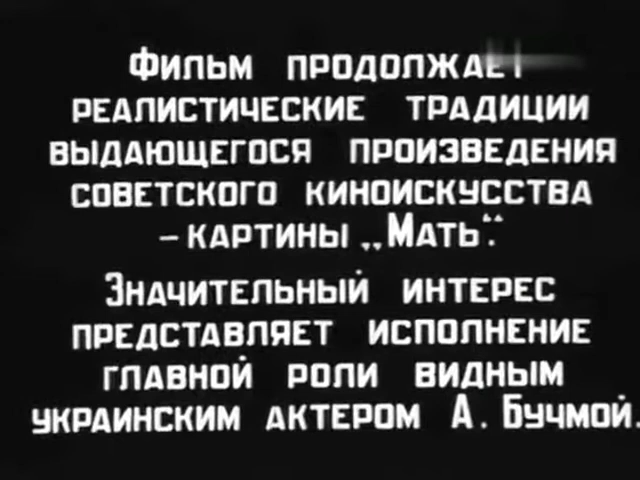 Фильм продолжает
реалистические традиции
выдающегося произведения
советского киноискусства
– картины „Мать“.
Значительный интерес
представляет исполнение
главной роли видным
украинским актером А. Бучмой.